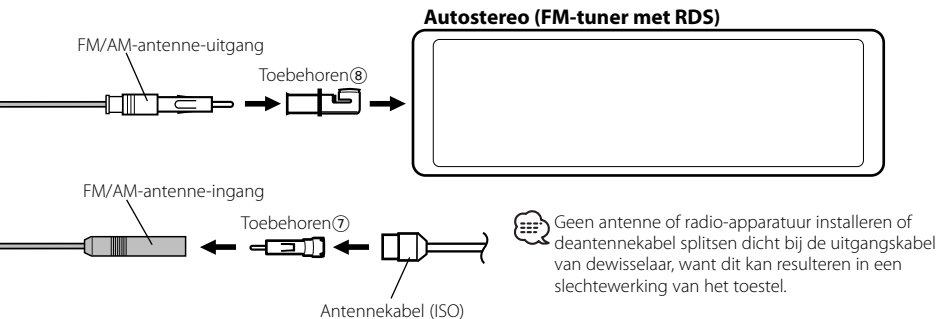 Autostereo (FM-tuner met RDS)
FM/AM-antenne-uitgang
Toebehoren⑧
FM/AM-antenne-ingang
Toebehoren⑦
Antennekabel (ISO)
Geen antenne of radio-apparatuur installeren of
deantennekabel splitsen dicht bij de uitgangskabel
van dewisselaar, want dit kan resulteren in een
slechtewerking van het toestel.